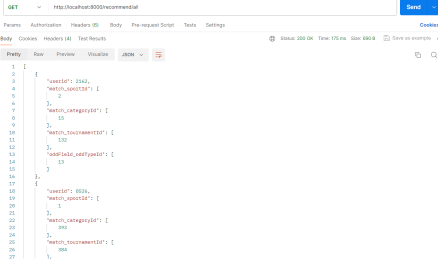 GET http://localhost:8000/recommend/all Send
Params Authorization Headers (6) Body Pre-request Script Tests Settings Cookies
Body Cookies Headers (4) Test Results Status: 200 OK Time: 175 ms Save as example
Pretty Raw Preview Visualize JSON
1 [
2 {
3 "userid": 2162,
4 "match_sportId": [
5 2
6 ],
7 "match_categoryId": [
8 15
9 ],
10 "match_tournamentId": [
11 132
12 ],
13 "oddField_oddTypeId": [
14 13
15 ]
16 },
17 {
18 "userid": 8526,
19 "match_sportId": [
20 1
21 ],
22 "match_categoryId": [
23 393
24 ],
25 "match_tournamentId": [
26 384
27 ],